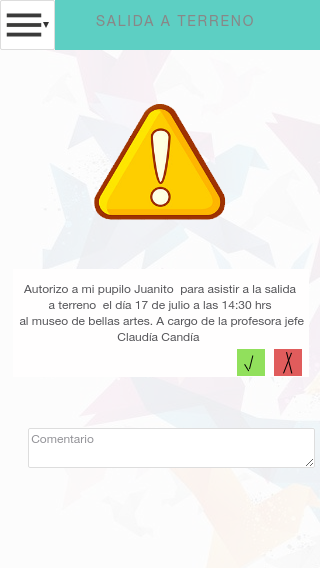 SALIDA A TERRENO
Autorizo a mi pupilo Juanito para asistir a la salida
a terreno el día 17 de julio a las 14:30 hrs
al museo de bellas artes. A cargo de la profesora jefe
Claudía Candía
Comentario